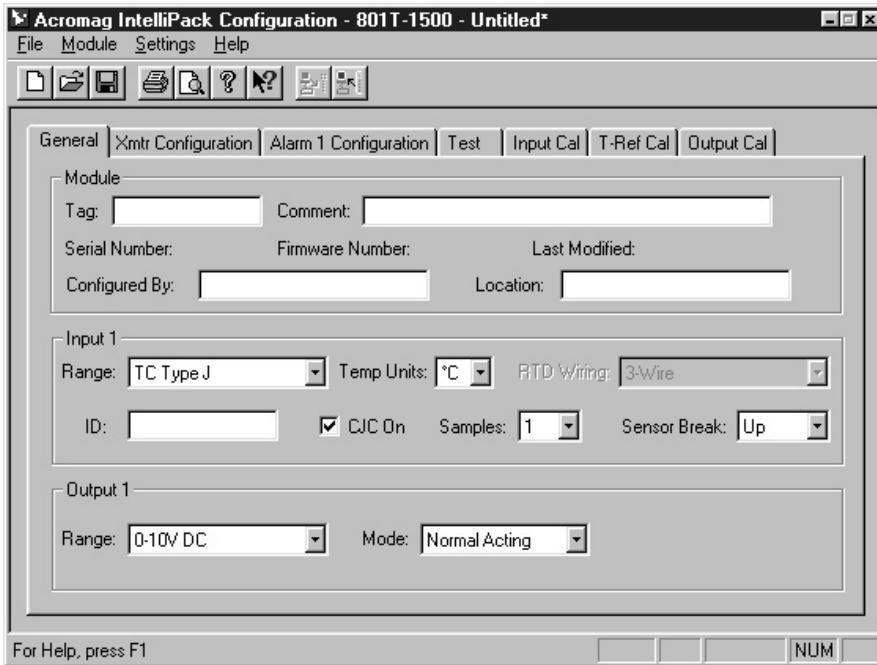 Acromag IntelliPack Configuration - 801T-1500 - Untitled*
File Module Settings Help
General Xmtr Configuration Alarm 1 Configuration Test Input Cal T-Ref Cal Output Cal
Module
Tag: Comment:
Serial Number: Firmware Number: Last Modified:
Configured By: Location:
Input 1
Range: TC Type J Temp Units: °C RTD Wiring: 3-Wire
ID: CJC On Samples: 1 Sensor Break: Up
Output 1
Range: 0-10V DC Mode: Normal Acting
For Help, press F1 NUM